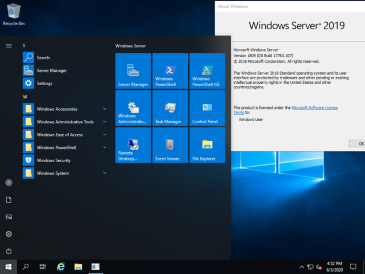 Recycle Bin
S
Search
Server Manager
Settings
W
Windows Accessories
Windows Administrative Tools
Windows Ease of Access
Windows PowerShell
Windows Security
Windows System
Windows Server
Server Manager
Windows PowerShell
Windows PowerShell ISE
Windows Administrativ...
Task Manager
Control Panel
Remote Desktop...
Event Viewer
File Explorer
About Windows
Windows Server® 2019
Microsoft Windows Server
Version 1809 (OS Build 17763.107)
© 2018 Microsoft Corporation. All rights reserved.
The Windows Server 2019 Standard operating system and its user
interface are protected by trademark and other pending or existing
intellectual property rights in the United States and other
countries/regions.
This product is licensed under the Microsoft Software License
Terms to:
Windows User
OK
4:12 PM
6/3/2020